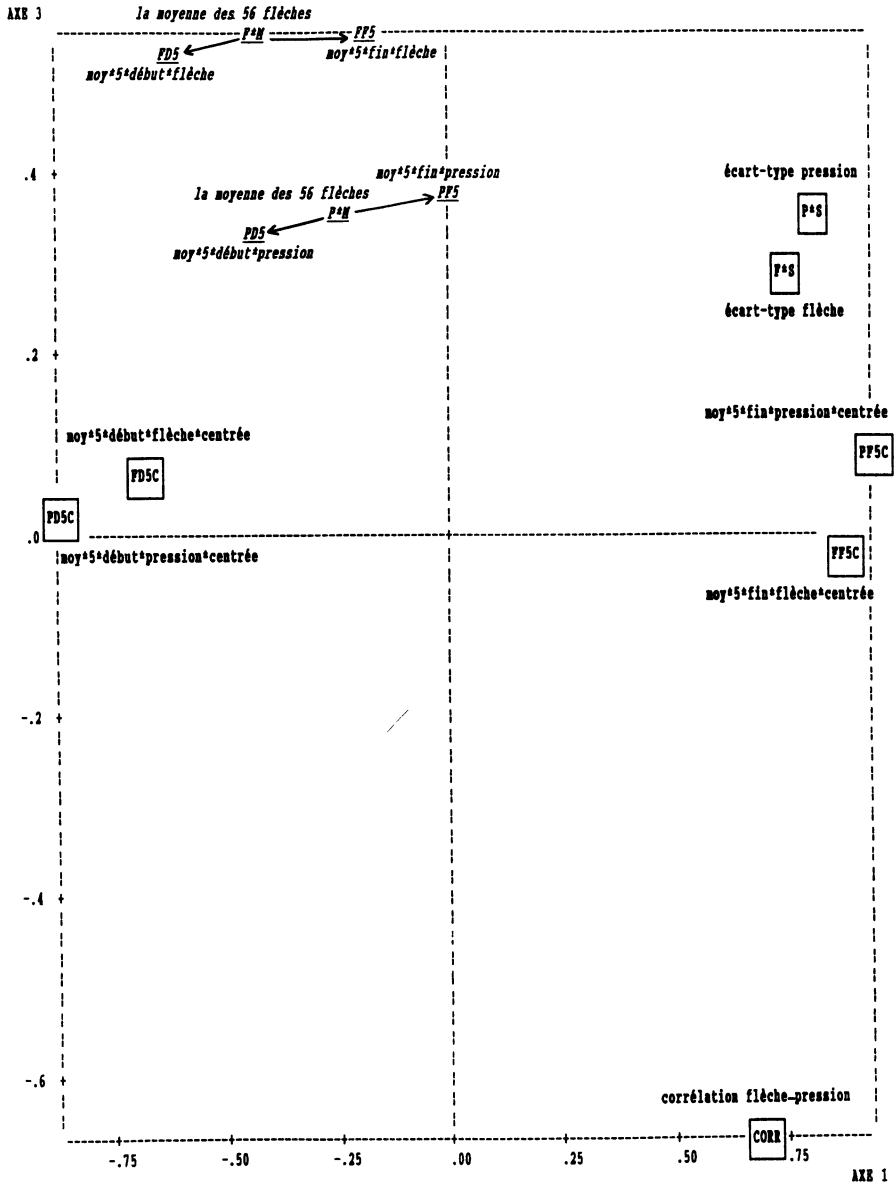 AXE 3
la moyenne des 56 flèches
F*M
FF5
FD5
moy*5*fin*flèche
moy*5*début*flèche
.4
moy*5*fin*pression
écart-type pression
la moyenne des 56 flèches
PF5
P*M
P*S
PD5
moy*5*début*pression
F*S
écart-type flèche
.2
moy*5*fin*pression*centrée
moy*5*début*flèche*centrée
PF5C
FD5C
PD5C
.0
moy*5*début*pression*centrée
FF5C
moy*5*fin*flèche*centrée
-.2
-.4
-.6
corrélation flèche-pression
CORR
-.75 -.50 -.25 .00 .25 .50 .75
AXE 1